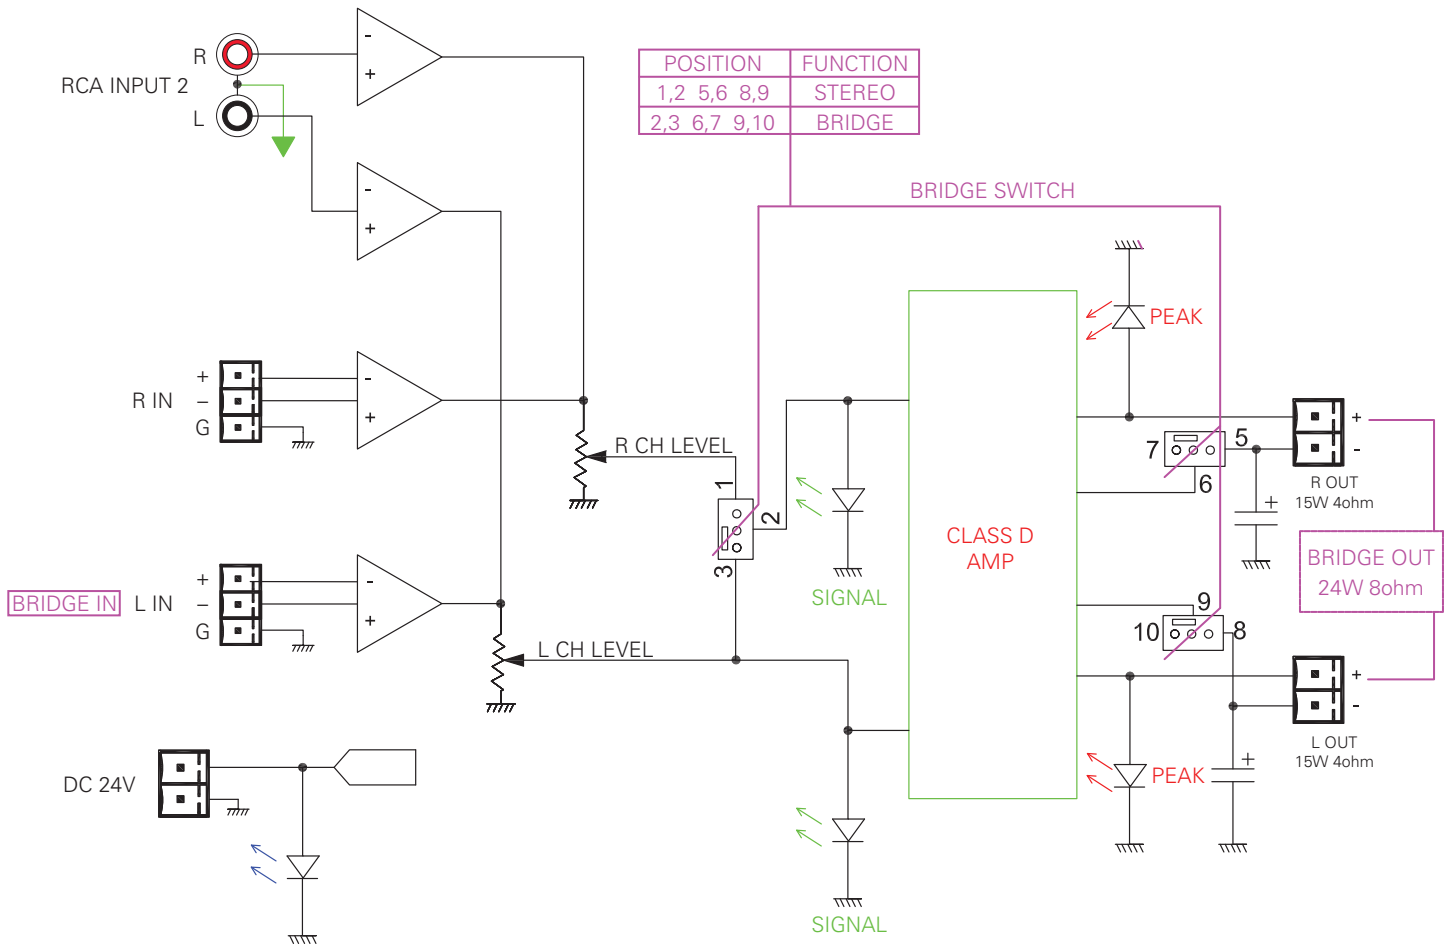 R
RCA INPUT 2
L
-
+
-
+
POSITION FUNCTION
1,2 5,6 8,9 STEREO
2,3 6,7 9,10 BRIDGE
BRIDGE SWITCH
PEAK
+
R IN
–
G
-
+
R CH LEVEL
1
2
3
7
5
6
+
-
R OUT
15W 4ohm
+
SIGNAL
CLASS D
AMP
BRIDGE OUT
24W 8ohm
BRIDGE IN
L IN
+
–
G
-
+
L CH LEVEL
9
10
8
+
-
L OUT
15W 4ohm
PEAK
+
DC 24V
SIGNAL